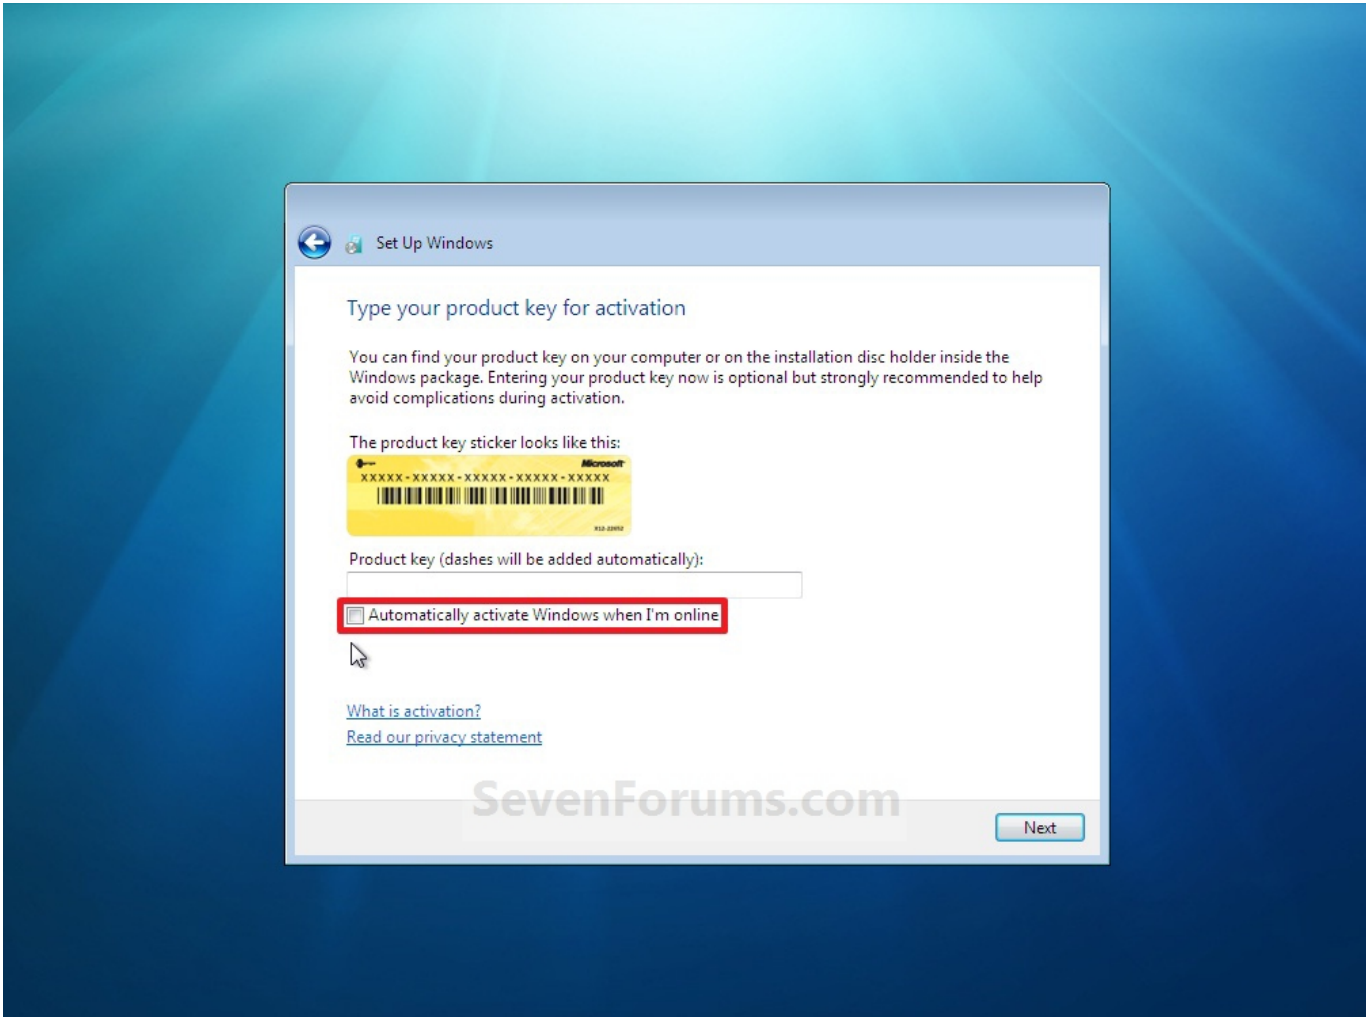 Set Up Windows
Type your product key for activation
You can find your product key on your computer or on the installation disc holder inside the
Windows package. Entering your product key now is optional but strongly recommended to help
avoid complications during activation.
The product key sticker looks like this:
Microsoft
XXXXX-XXXXX-XXXXX-XXXXX-XXXXX
Product key (dashes will be added automatically):
Automatically activate Windows when I'm online
What is activation?
Read our privacy statement
SevenForums.com
Next